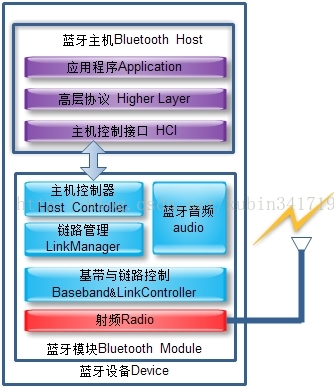 蓝牙主机Bluetooth Host
应用程序Application
高层协议 Higher Layer
主机控制接口 HCI
主机控制器
Host Controller
链路管理
LinkManager
蓝牙音频
audio
基带与链路控制
Baseband&LinkController
射频Radio
蓝牙模块Bluetooth Module
蓝牙设备Device